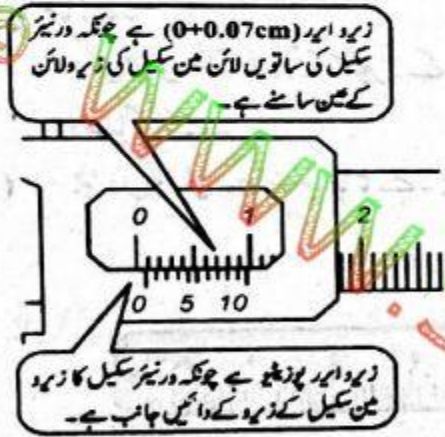 زیرو ایرر (0+0.07cm) ہے چونکہ ورنیئر
سکیل کی ساتویں لائن مین سکیل کی زیرو لائن
کے عین سامنے ہے۔
0 1 2
0 5 10
زیرو ایرر پوزیٹیو ہے چونکہ ورنیئر سکیل کا زیرو
مین سکیل کے زیرو کے دائیں جانب ہے۔